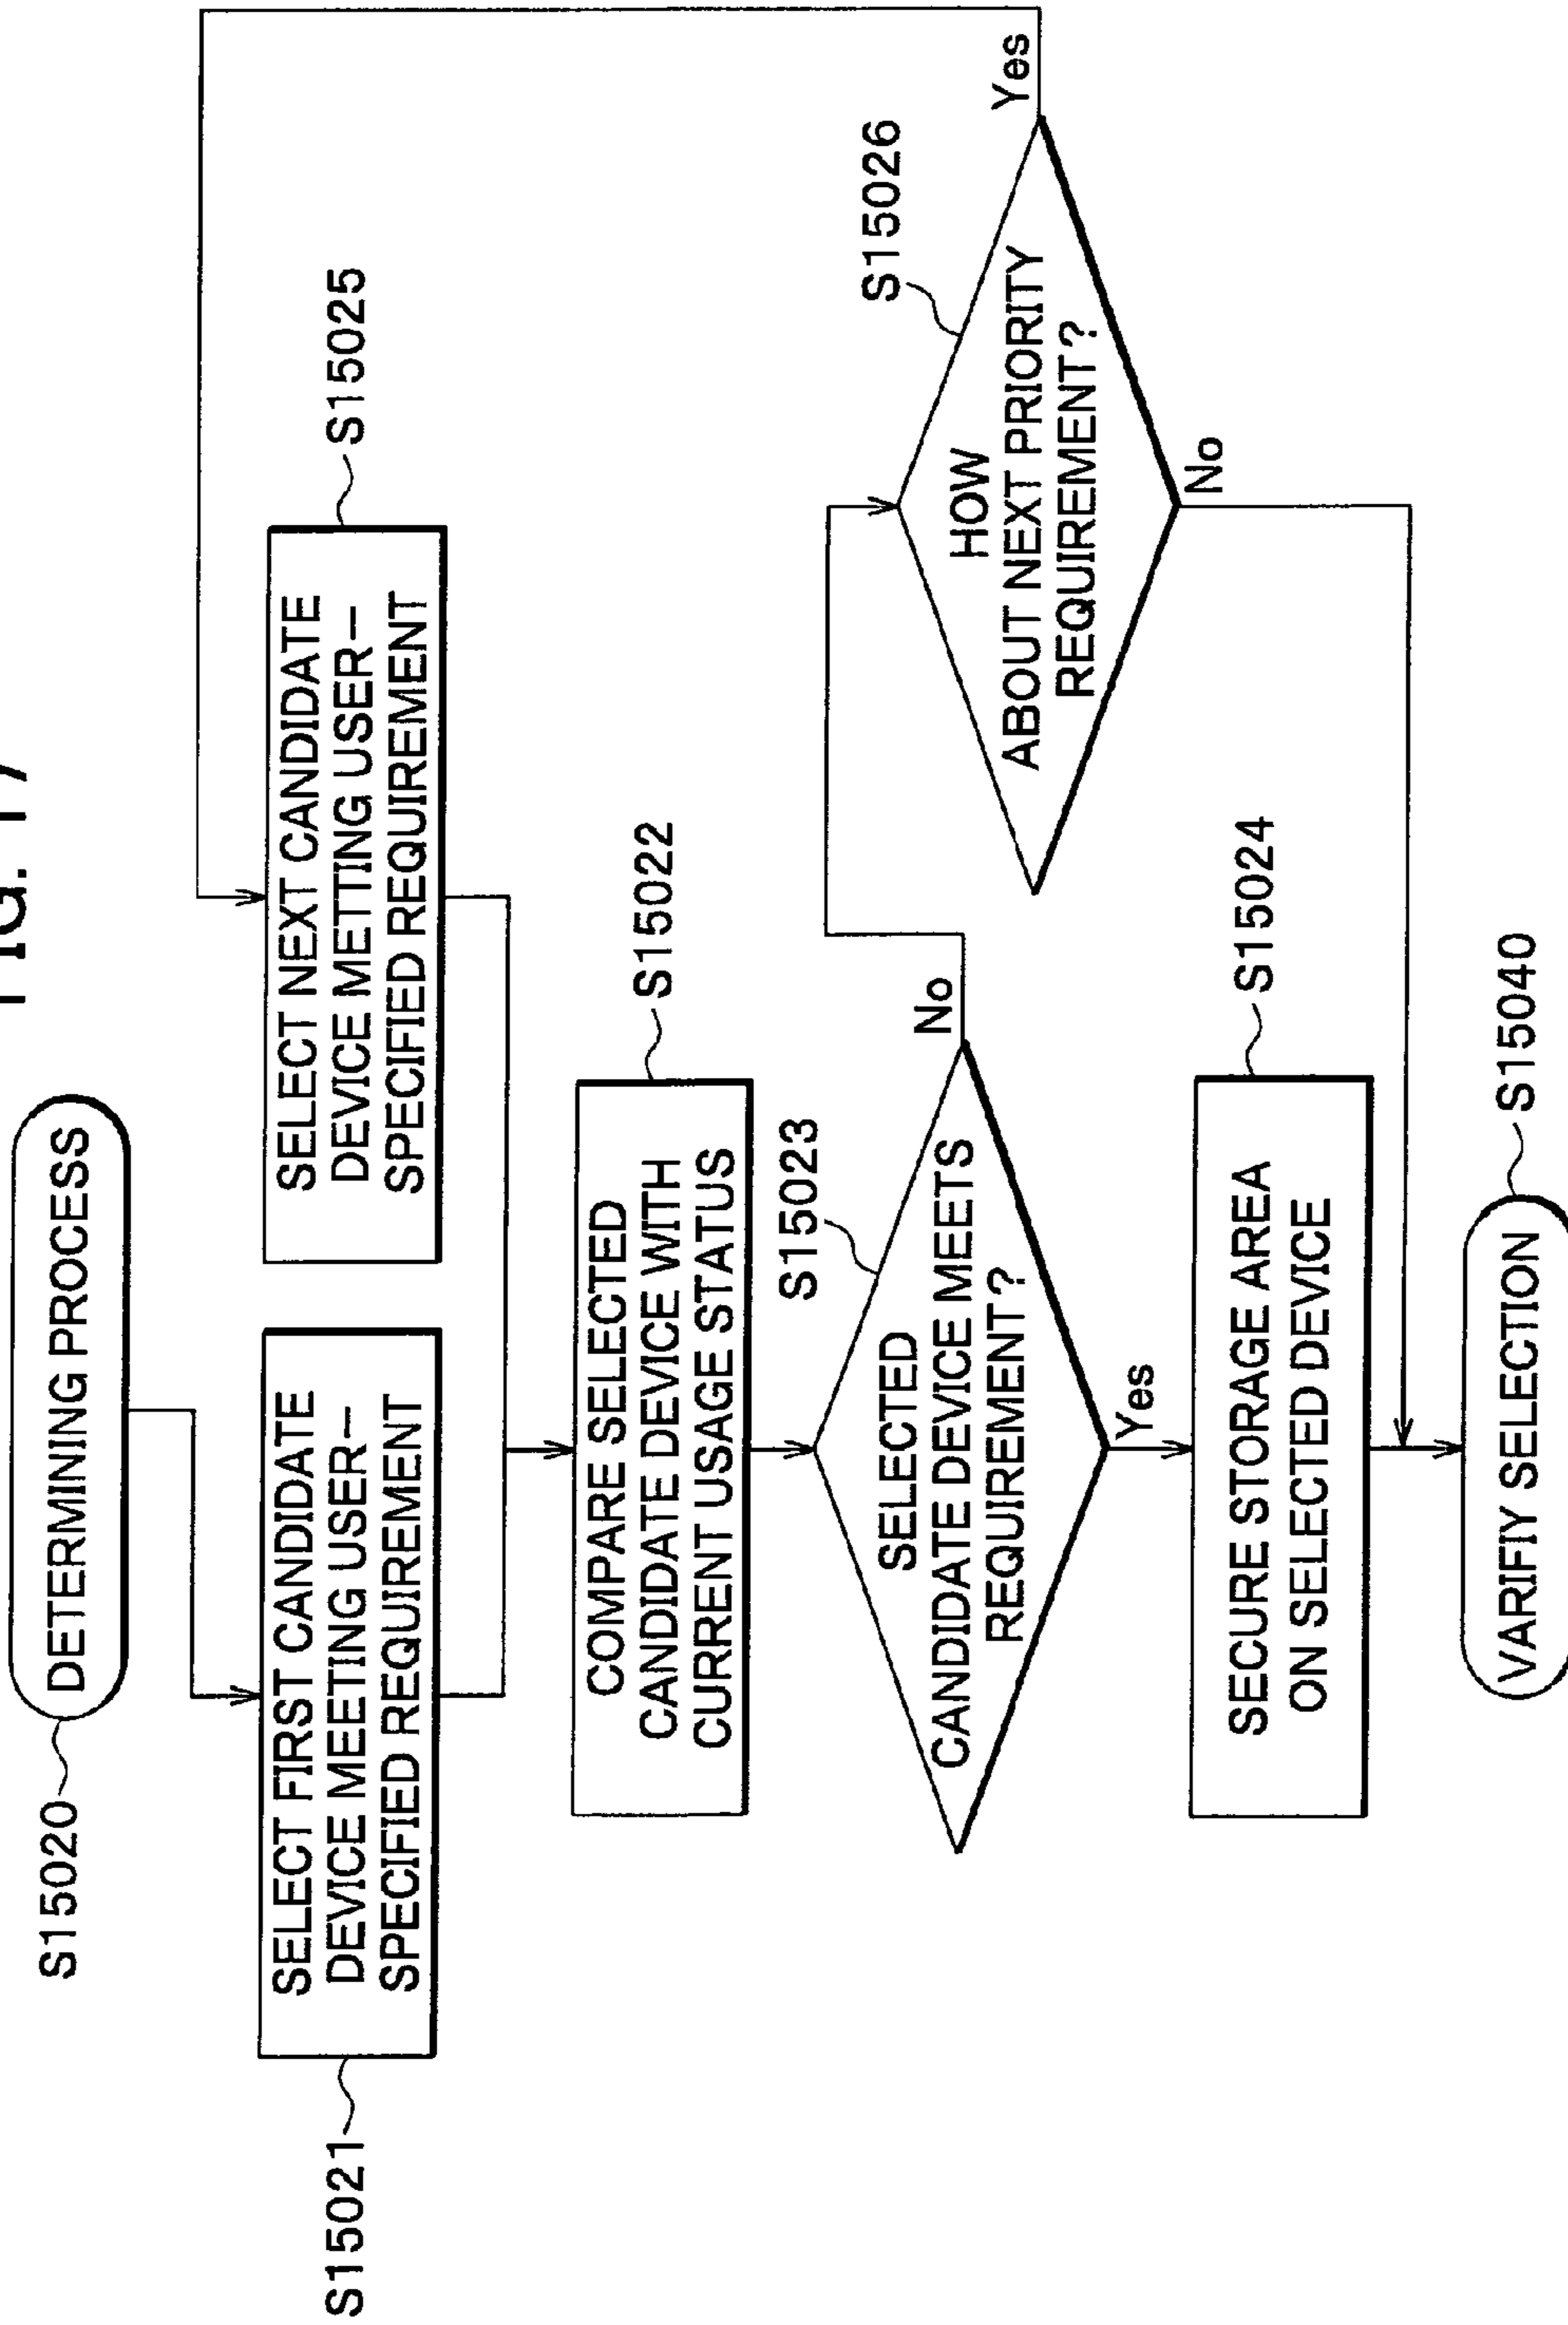 FIG. 17
S15020
DETERMINING PROCESS
S15021
SELECT FIRST CANDIDATE
DEVICE MEETING USER-
SPECIFIED REQUIREMENT
SELECT NEXT CANDIDATE
DEVICE METTING USER-
SPECIFIED REQUIREMENT
S15025
COMPARE SELECTED
CANDIDATE DEVICE WITH
CURRENT USAGE STATUS
S15022
S15023
SELECTED
CANDIDATE DEVICE MEETS
REQUIREMENT?
No
Yes
S15026
HOW
ABOUT NEXT PRIORITY
REQUIREMENT?
Yes
No
SECURE STORAGE AREA
ON SELECTED DEVICE
S15024
VARIFIY SELECTION
S15040